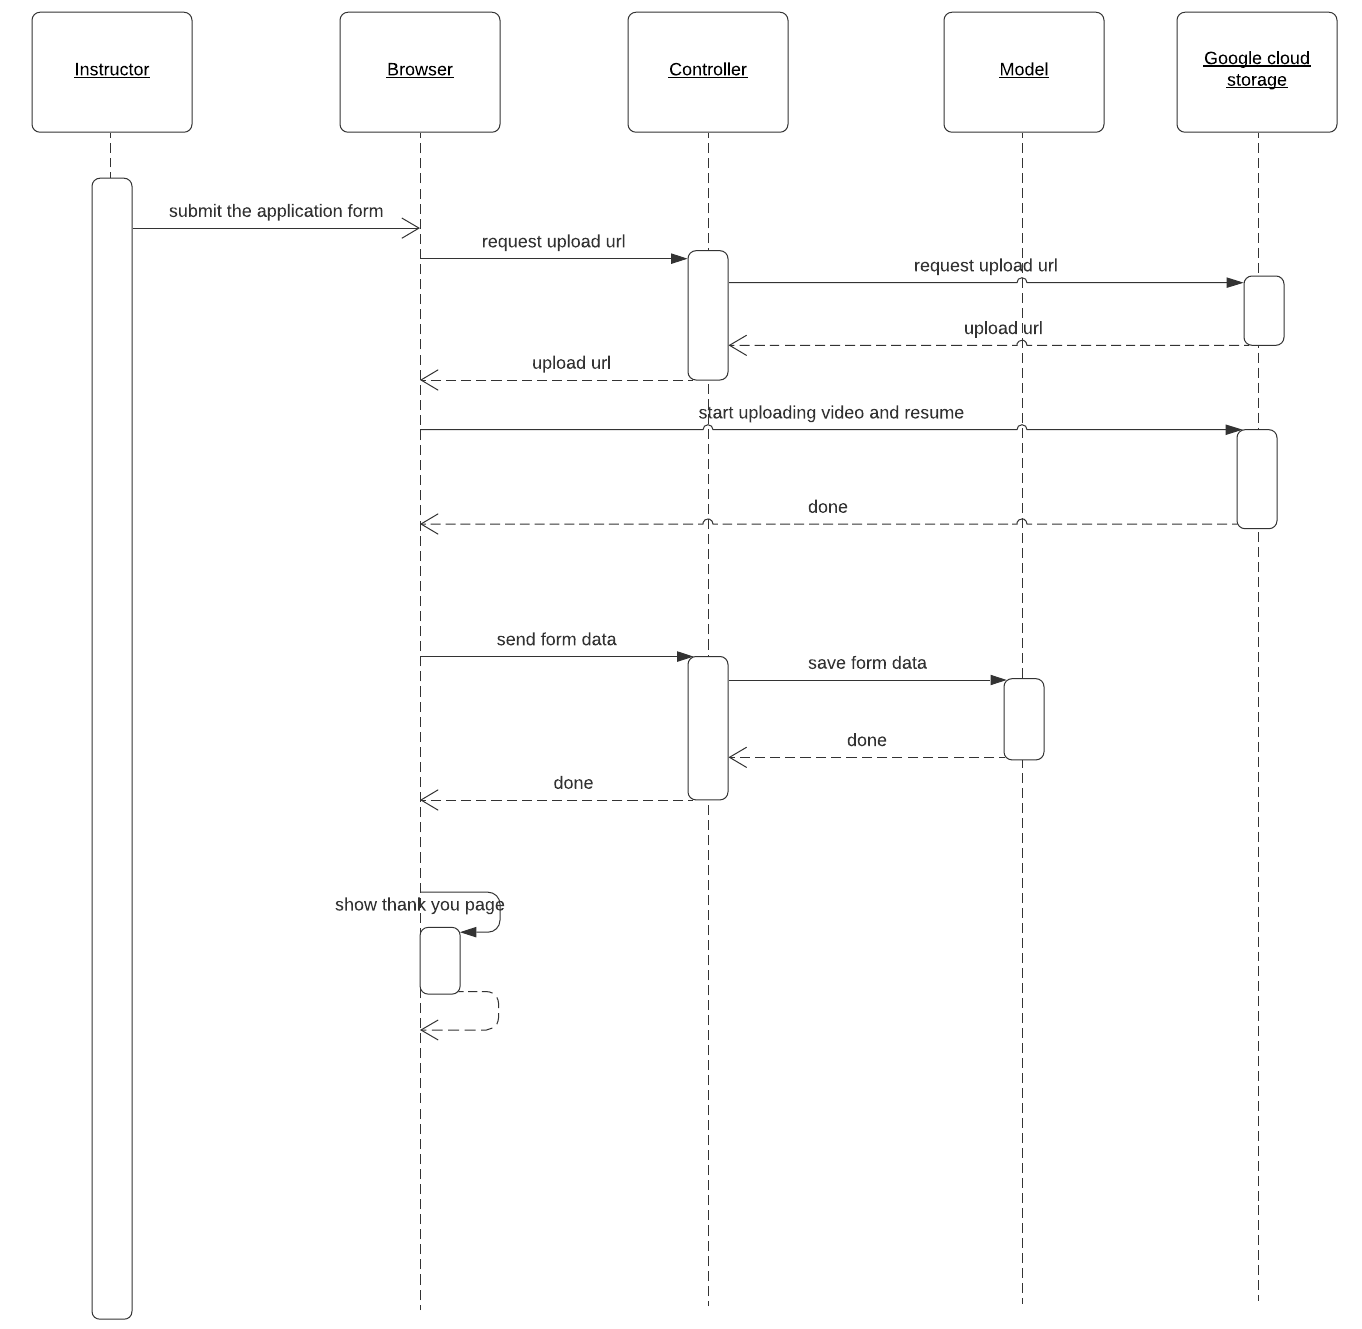 Instructor
Browser
Controller
Model
Google cloud
storage
submit the application form
request upload url
request upload url
upload url
upload url
start uploading video and resume
done
send form data
save form data
done
done
show thank you page